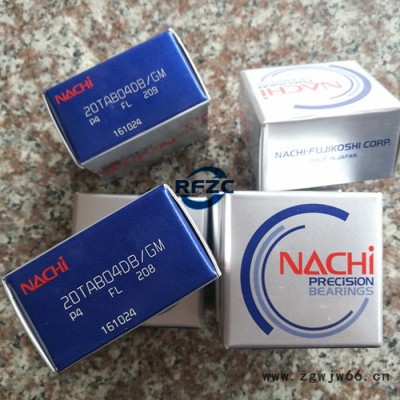 NACHI
20TAB04DB/GM
P4 FL 209
161024
NACHI-FUJIKOSHI CORP.
MADE IN JAPAN
RFZC
NACHI
20TAB04DB/GM
P4 FL 208
161024
NACHI
PRECISION
BEARINGS
www.zgwjw66.cn